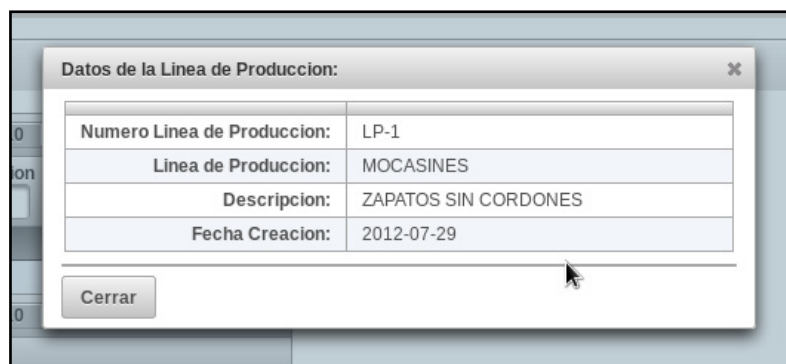 Datos de la Linea de Produccion:
Numero Linea de Produccion: LP-1
Linea de Produccion: MOCASINES
Descripcion: ZAPATOS SIN CORDONES
Fecha Creacion: 2012-07-29
Cerrar